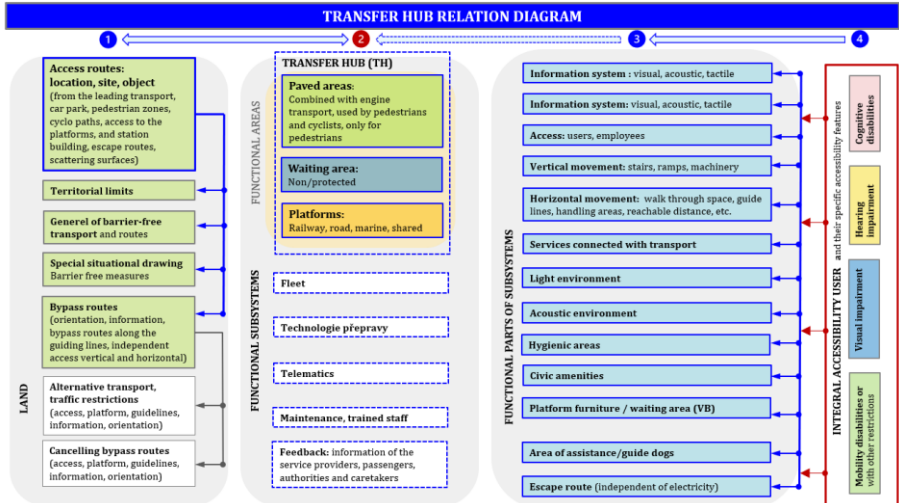 TRANSFER HUB RELATION DIAGRAM
1
2
3
4
Access routes:
location, site, object
(from the leading transport,
car park, pedestrian zones,
cyclo paths, access to the
platforms, and station
building, escape routes,
scattering surfaces)
Territorial limits
Generel of barrier-free
transport and routes
Special situational drawing
Barrier free measures
Bypass routes
(orientation, information,
bypass routes along the
guiding lines, independent
access vertical and horizontal)
Alternative transport,
traffic restrictions
(access, platform, guidelines,
information, orientation)
Cancelling bypass routes
(access, platform, guidelines,
information, orientation)
LAND
TRANSFER HUB (TH)
Paved areas:
Combined with engine
transport, used by pedestrians
and cyclists, only for
pedestrians
Waiting area:
Non/protected
Platforms:
Railway, road, marine, shared
FUNCTIONAL AREAS
Fleet
Technologie přepravy
Telematics
Maintenance, trained staff
Feedback: information of the
service providers, passengers,
authorities and caretakers
FUNCTIONAL SUBSYSTEMS
Information system : visual, acoustic, tactile
Information system: visual, acoustic, tactile
Access: users, employees
Vertical movement: stairs, ramps, machinery
Horizontal movement: walk through space, guide
lines, handling areas, reachable distance, etc.
Services connected with transport
Light environment
Acoustic environment
Hygienic areas
Civic amenities
Platform furniture / waiting area (VB)
Area of assistance/guide dogs
Escape route (independent of electricity)
FUNCTIONAL PARTS OF SUBSYSTEMS
INTEGRAL ACCESSIBILITY USER and their specific accessibility features
Cognitive
disabilities
Hearing
impairment
Visual impairment
Mobility disabilities or
with other restrictions